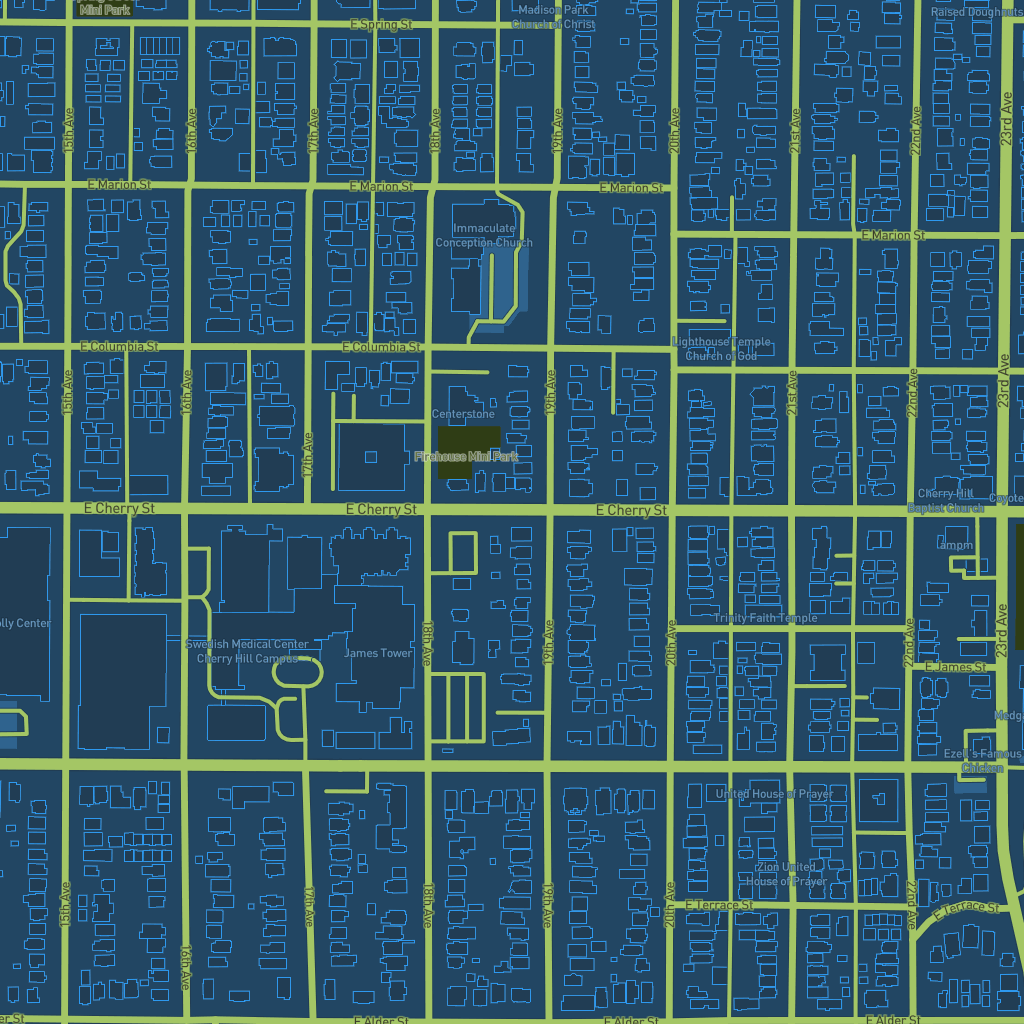 Mini Park
Madison Park
Church of Christ
Raised Doughnuts
E Spring St
15th Ave
16th Ave
17th Ave
18th Ave
19th Ave
20th Ave
21st Ave
22nd Ave
23rd Ave
E Marion St
E Marion St
E Marion St
Immaculate
Conception Church
E Marion St
E Columbia St
E Columbia St
Lighthouse Temple
Church of God
15th Ave
16th Ave
19th Ave
21st Ave
22nd Ave
23rd Ave
Centerstone
17th Ave
Firehouse Mini Park
Cherry Hill
Baptist Church
Coyote
E Cherry St
E Cherry St
E Cherry St
ampm
Trinity Faith Temple
olly Center
Swedish Medical Center
Cherry Hill Campus
James Tower
18th Ave
19th Ave
20th Ave
22nd Ave
23rd Ave
E James St
Medga
Ezell's Famous
Chicken
United House of Prayer
Zion United
House of Prayer
15th Ave
17th Ave
18th Ave
19th Ave
20th Ave
22nd Ave
E Terrace St
E Terrace St
16th Ave
er St
E Alder St
E Alder St
E Alder St